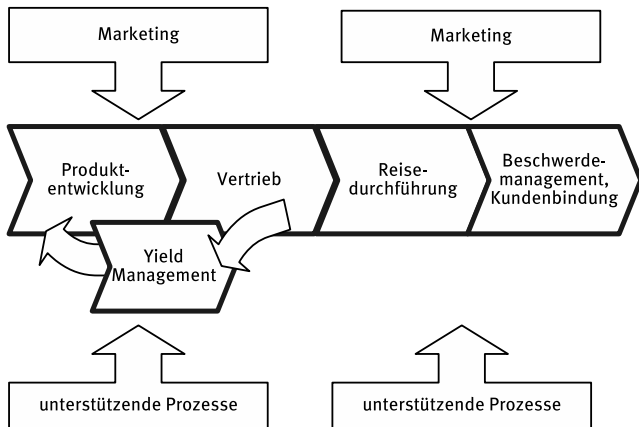 Marketing
Marketing
Produkt-
entwicklung
Vertrieb
Reise-
durchführung
Beschwerde-
management,
Kundenbindung
Yield
Management
unterstützende Prozesse
unterstützende Prozesse